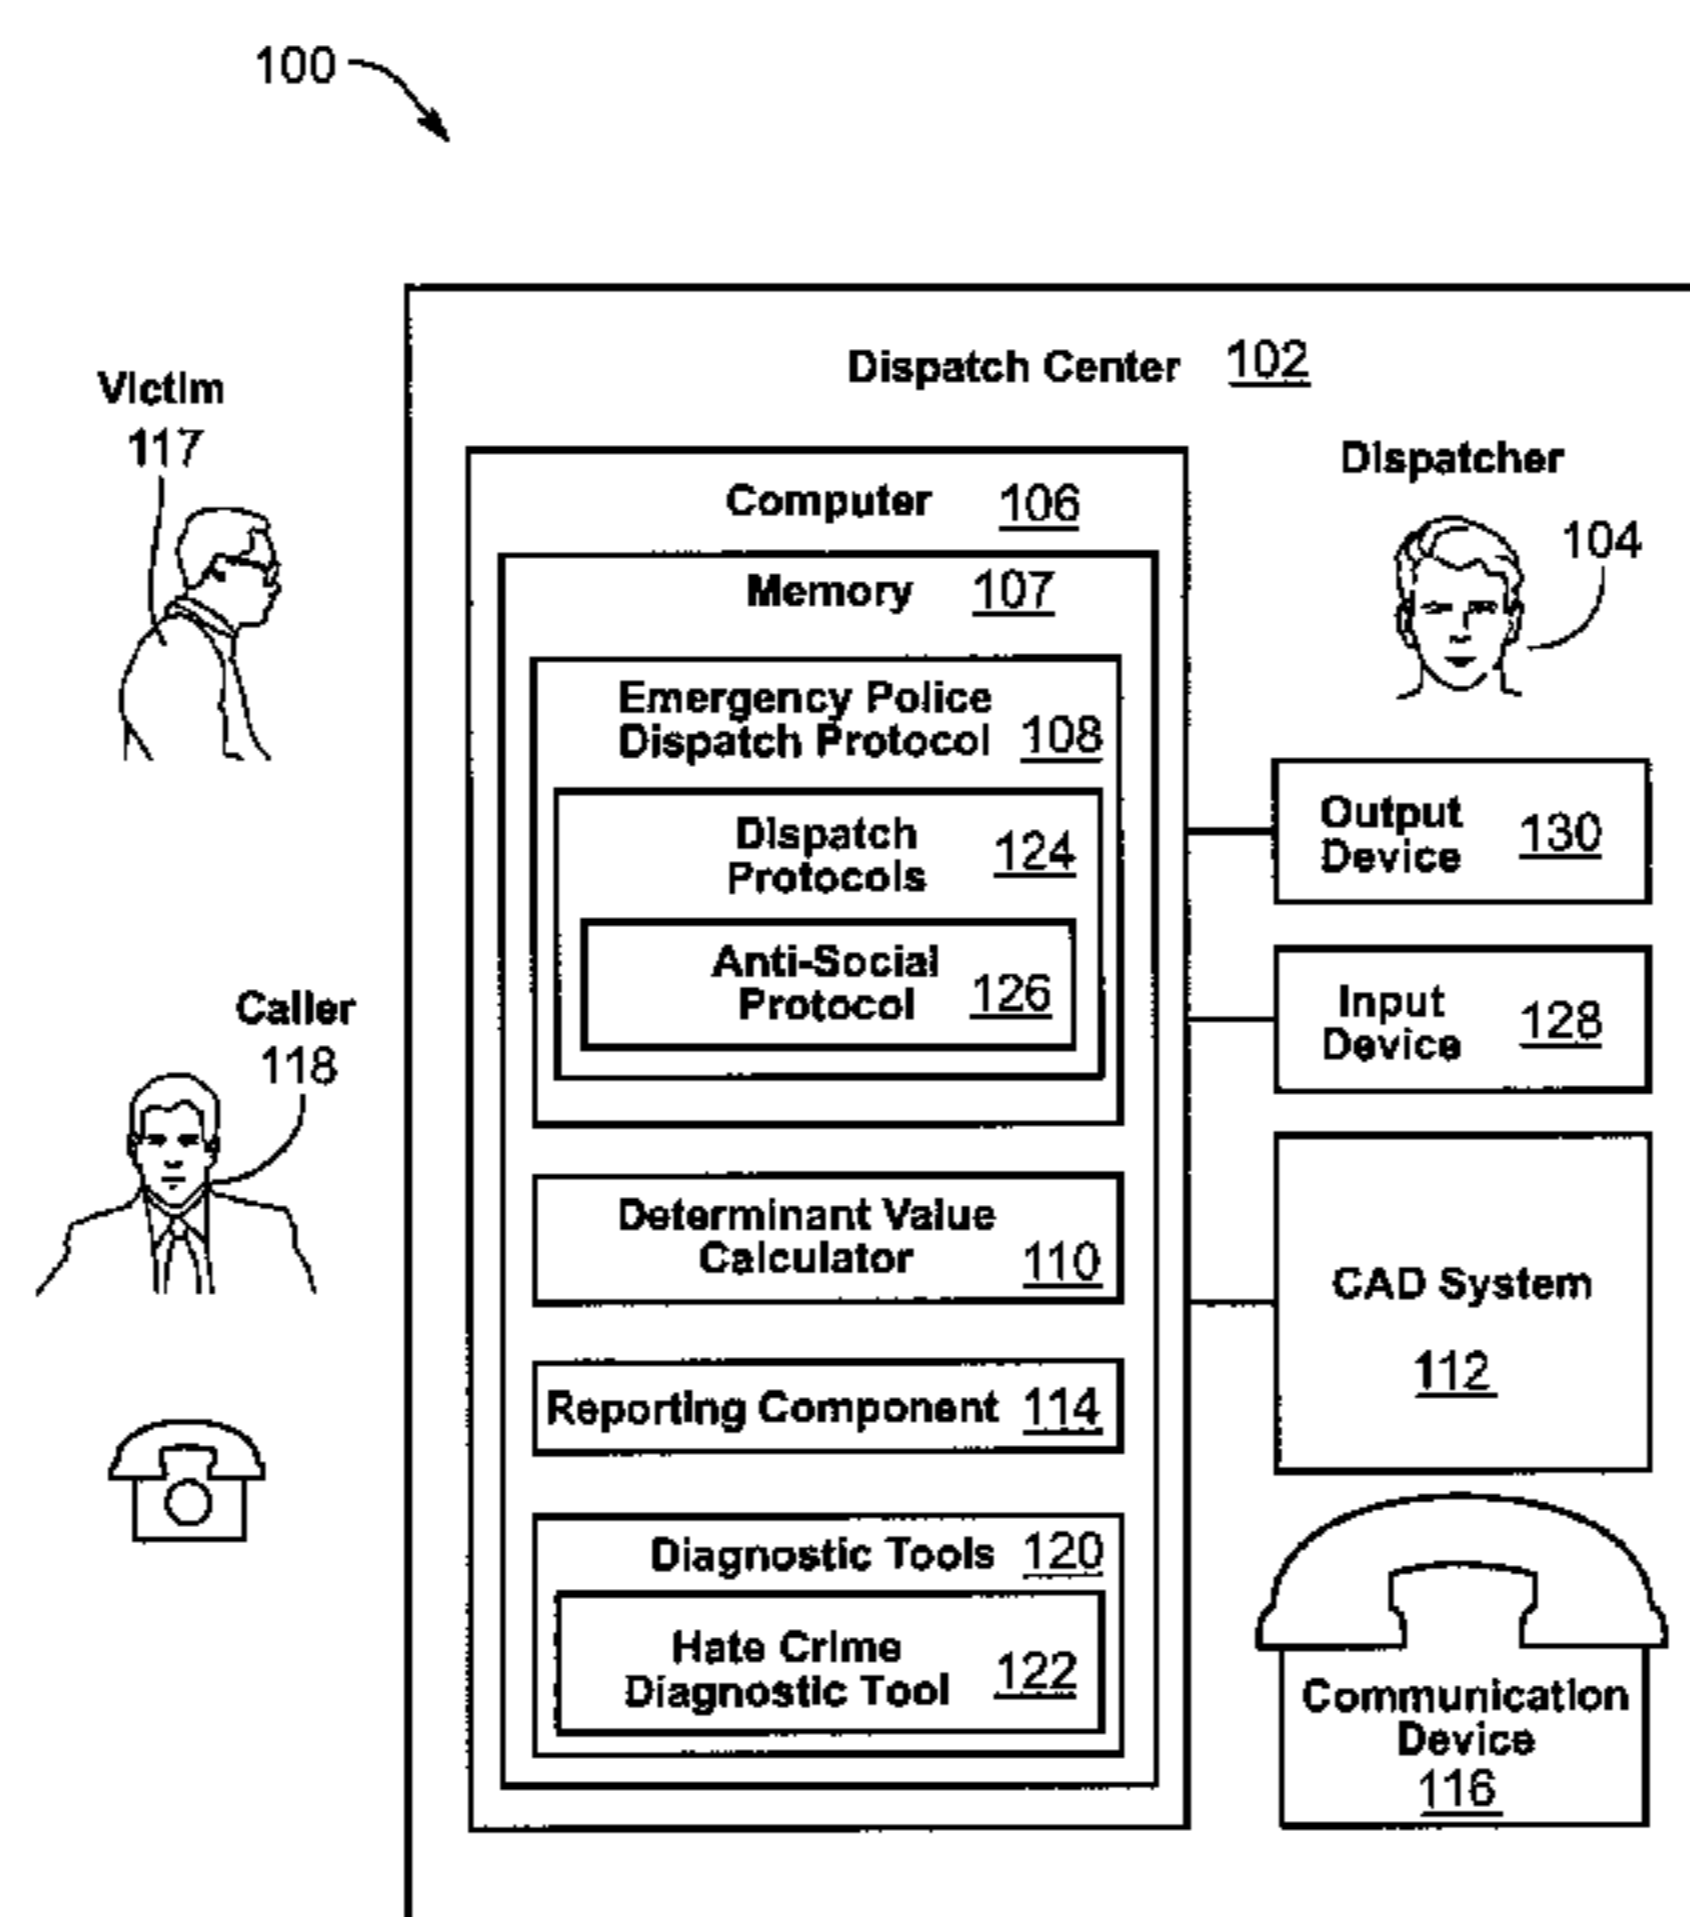 100
Dispatch Center 102
Victim
117
Dispatcher
104
Computer 106
Memory 107
Emergency Police
Dispatch Protocol 108
Dispatch
Protocols 124
Anti-Social
Protocol 126
Output
Device 130
Input
Device 128
Caller
118
Determinant Value
Calculator 110
CAD System
112
Reporting Component 114
Diagnostic Tools 120
Hate Crime
Diagnostic Tool 122
Communication
Device
116